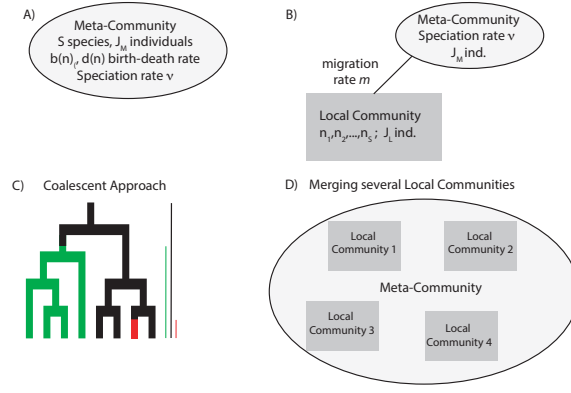 A)
Meta-Community
S species, J_M individuals
b(n), d(n) birth-death rate
Speciation rate ν
B)
Meta-Community
Speciation rate ν
J_M ind.
migration
rate m
Local Community
n_1,n_2,...,n_S ; J_L ind.
C) Coalescent Approach
D) Merging several Local Communities
Local
Community 1
Local
Community 2
Meta-Community
Local
Community 3
Local
Community 4